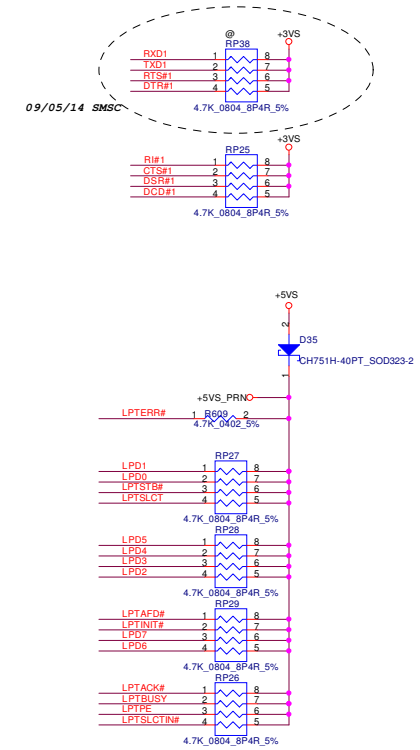 @
RP38
+3VS
RXD1 1 8
TXD1 2 7
RTS#1 3 6
DTR#1 4 5
09/05/14 SMSC
4.7K_0804_8P4R_5%
+3VS
RP25
RI#1 1 8
CTS#1 2 7
DSR#1 3 6
DCD#1 4 5
4.7K_0804_8P4R_5%
+5VS
2
D35
CH751H-40PT_SOD323-2
1
+5VS_PRN
LPTERR# 1 R609 2
4.7K_0402_5%
RP27
LPD1 1 8
LPD0 2 7
LPTSTB# 3 6
LPTSLCT 4 5
4.7K_0804_8P4R_5%
RP28
LPD5 1 8
LPD4 2 7
LPD3 3 6
LPD2 4 5
4.7K_0804_8P4R_5%
RP29
LPTAFD# 1 8
LPTINIT# 2 7
LPD7 3 6
LPD6 4 5
4.7K_0804_8P4R_5%
RP26
LPTACK# 1 8
LPTBUSY 2 7
LPTPE 3 6
LPTSLCTIN# 4 5
4.7K_0804_8P4R_5%